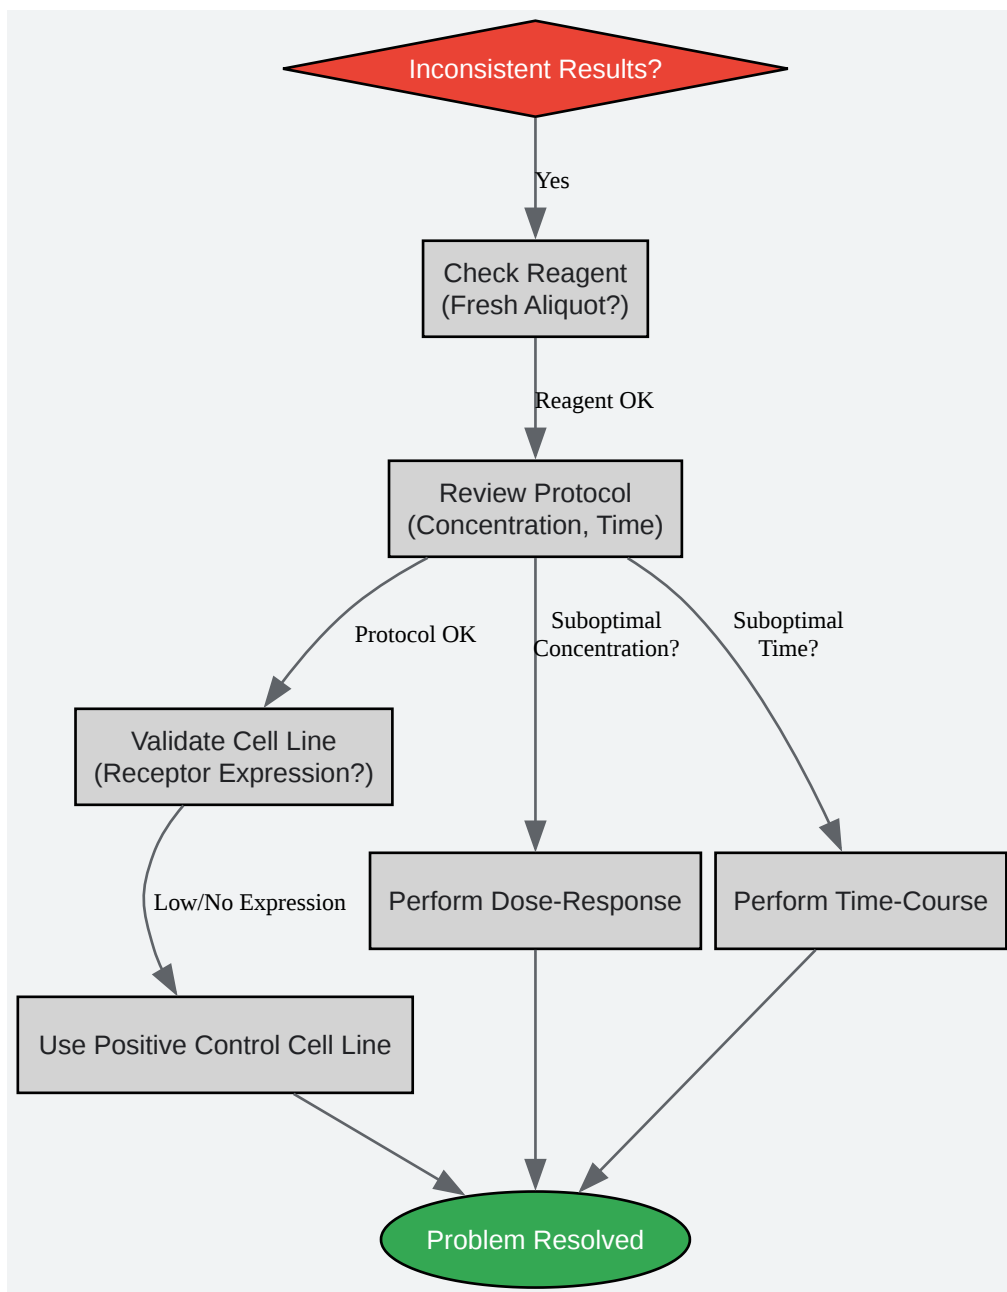 Inconsistent Results?
Yes
Check Reagent
(Fresh Aliquot?)
Reagent OK
Review Protocol
(Concentration, Time)
Protocol OK
Suboptimal
Concentration?
Suboptimal
Time?
Validate Cell Line
(Receptor Expression?)
Low/No Expression
Perform Dose-Response
Perform Time-Course
Use Positive Control Cell Line
Problem Resolved